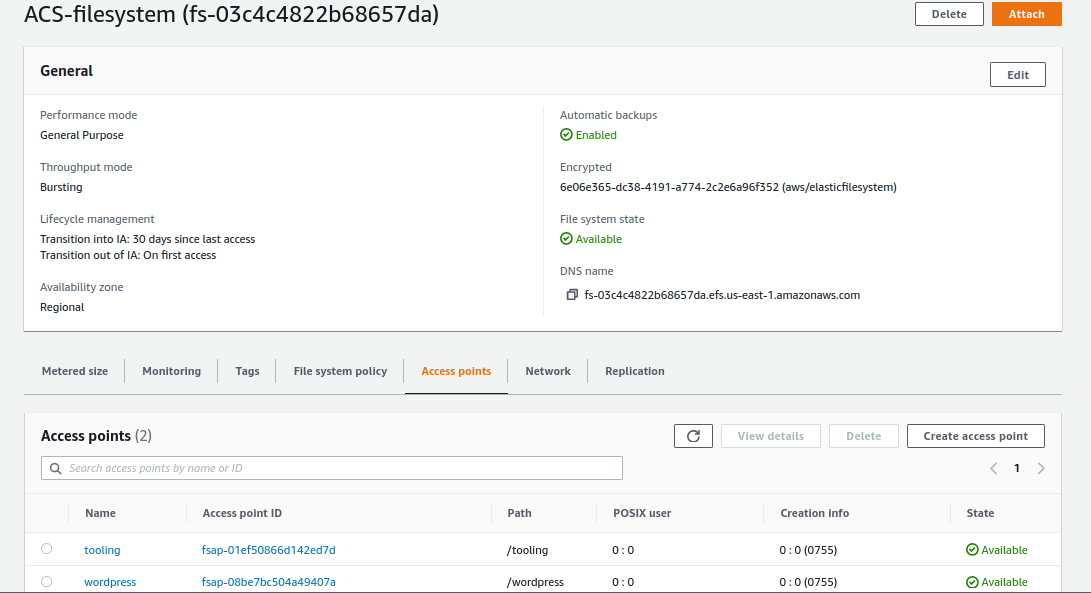 ACS-filesystem (fs-03c4c4822b68657da)
Delete
Attach
General
Edit
Performance mode
General Purpose
Throughput mode
Bursting
Lifecycle management
Transition into IA: 30 days since last access
Transition out of IA: On first access
Availability zone
Regional
Automatic backups
Enabled
Encrypted
6e06e365-dc38-4191-a774-2c2e6a96f352 (aws/elasticfilesystem)
File system state
Available
DNS name
fs-03c4c4822b68657da.efs.us-east-1.amazonaws.com
Metered size Monitoring Tags File system policy Access points Network Replication
Access points (2)
View details
Delete
Create access point
Search access points by name or ID
1
Name Access point ID Path POSIX user Creation info State
tooling fsap-01ef50866d142ed7d /tooling 0 : 0 0 : 0 (0755) Available
wordpress fsap-08be7bc504a49407a /wordpress 0 : 0 0 : 0 (0755) Available